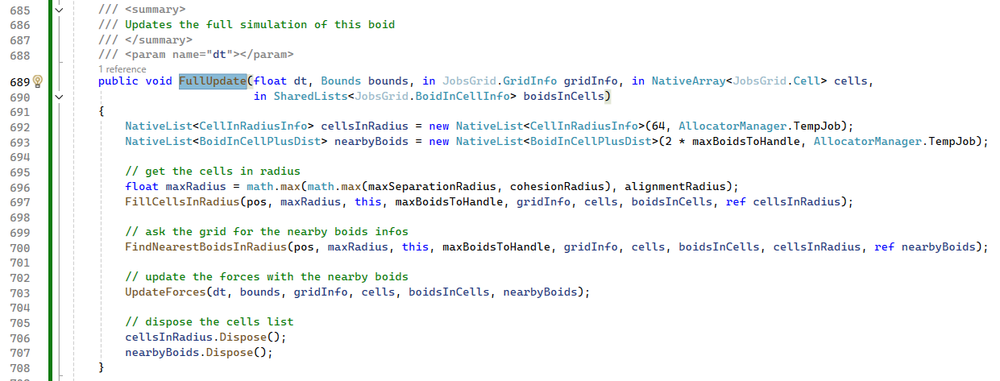 685 /// <summary>
686 /// Updates the full simulation of this boid
687 /// </summary>
688 /// <param name="dt"></param>
1 reference
689 public void FullUpdate(float dt, Bounds bounds, in JobsGrid.GridInfo gridInfo, in NativeArray<JobsGrid.Cell> cells,
690 in SharedLists<JobsGrid.BoidInCellInfo> boidsInCells)
691 {
692 NativeList<CellInRadiusInfo> cellsInRadius = new NativeList<CellInRadiusInfo>(64, AllocatorManager.TempJob);
693 NativeList<BoidInCellPlusDist> nearbyBoids = new NativeList<BoidInCellPlusDist>(2 * maxBoidsToHandle, AllocatorManager.TempJob);
694
695 // get the cells in radius
696 float maxRadius = math.max(math.max(maxSeparationRadius, cohesionRadius), alignmentRadius);
697 FillCellsInRadius(pos, maxRadius, this, maxBoidsToHandle, gridInfo, cells, boidsInCells, ref cellsInRadius);
698
699 // ask the grid for the nearby boids infos
700 FindNearestBoidsInRadius(pos, maxRadius, this, maxBoidsToHandle, gridInfo, cells, boidsInCells, cellsInRadius, ref nearbyBoids);
701
702 // update the forces with the nearby boids
703 UpdateForces(dt, bounds, gridInfo, cells, boidsInCells, nearbyBoids);
704
705 // dispose the cells list
706 cellsInRadius.Dispose();
707 nearbyBoids.Dispose();
708 }